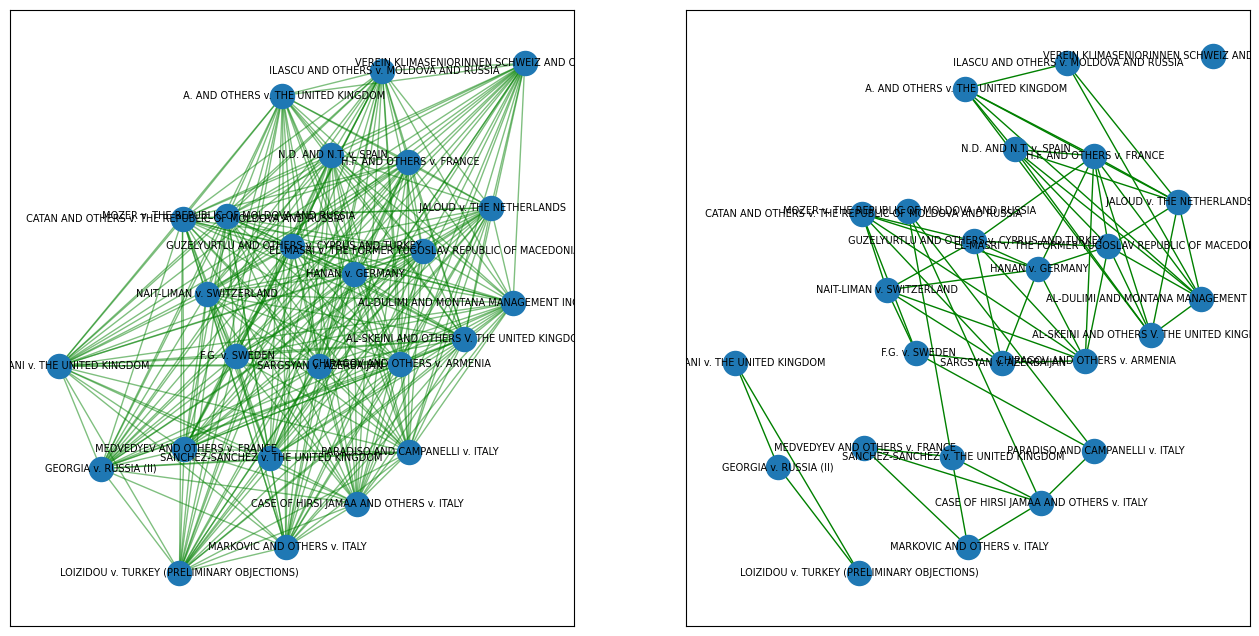 VEREIN KLIMASENIORINNEN SCHWEIZ AND
ILASCU AND OTHERS v. MOLDOVA AND RUSSIA
A. AND OTHERS v. THE UNITED KINGDOM
N.D. AND N.T. v. SPAIN
H.F. AND OTHERS v. FRANCE
JALOUD v. THE NETHERLANDS
MOZER v. THE REPUBLIC OF MOLDOVA AND RUSSIA
CATAN AND OTHERS v. THE REPUBLIC OF MOLDOVA AND RUSSIA
GUZELYURTLU AND OTHERS v. CYPRUS AND TURKEY
EL-MASRI v. THE FORMER YUGOSLAV REPUBLIC OF MACEDONI
HANAN v. GERMANY
NAIT-LIMAN v. SWITZERLAND
AL-DULIMI AND MONTANA MANAGEMENT
AL-SKEINI AND OTHERS V. THE UNITED
F.G. v. SWEDEN
SARGSYAN v. AZERBAIJAN
CHIRAGOV AND OTHERS v. ARMENIA
ANI v. THE UNITED KINGDOM
MEDVEDYEV AND OTHERS v. FRANCE
SANCHEZ-SANCHEZ v. THE UNITED KINGDOM
PARADISO AND CAMPANELLI v. ITALY
GEORGIA v. RUSSIA (II)
CASE OF HIRSI JAMAA AND OTHERS v. ITALY
MARKOVIC AND OTHERS v. ITALY
LOIZIDOU v. TURKEY (PRELIMINARY OBJECTIONS)
VEREIN KLIMASENIORINNEN SCHWEIZ AND
ILASCU AND OTHERS v. MOLDOVA AND RUSSIA
A. AND OTHERS v. THE UNITED KINGDOM
N.D. AND N.T. v. SPAIN
H.F. AND OTHERS v. FRANCE
JALOUD v. THE NETHERLANDS
MOZER v. THE REPUBLIC OF MOLDOVA AND RUSSIA
CATAN AND OTHERS v. THE REPUBLIC OF MOLDOVA AND RUSSIA
GUZELYURTLU AND OTHERS v. CYPRUS AND TURKEY
EL-MASRI v. THE FORMER YUGOSLAV REPUBLIC OF MACEDO
HANAN v. GERMANY
NAIT-LIMAN v. SWITZERLAND
AL-DULIMI AND MONTANA MANAGEMENT
AL-SKEINI AND OTHERS V. THE UNITED
F.G. v. SWEDEN
SARGSYAN v. AZERBAIJAN
CHIRAGOV AND OTHERS v. ARMENIA
ANI v. THE UNITED KINGDOM
MEDVEDYEV AND OTHERS v. FRANCE
SANCHEZ-SANCHEZ v. THE UNITED KINGDOM
PARADISO AND CAMPANELLI v. ITALY
GEORGIA v. RUSSIA (II)
CASE OF HIRSI JAMAA AND OTHERS v. ITALY
MARKOVIC AND OTHERS v. ITALY
LOIZIDOU v. TURKEY (PRELIMINARY OBJECTIONS)